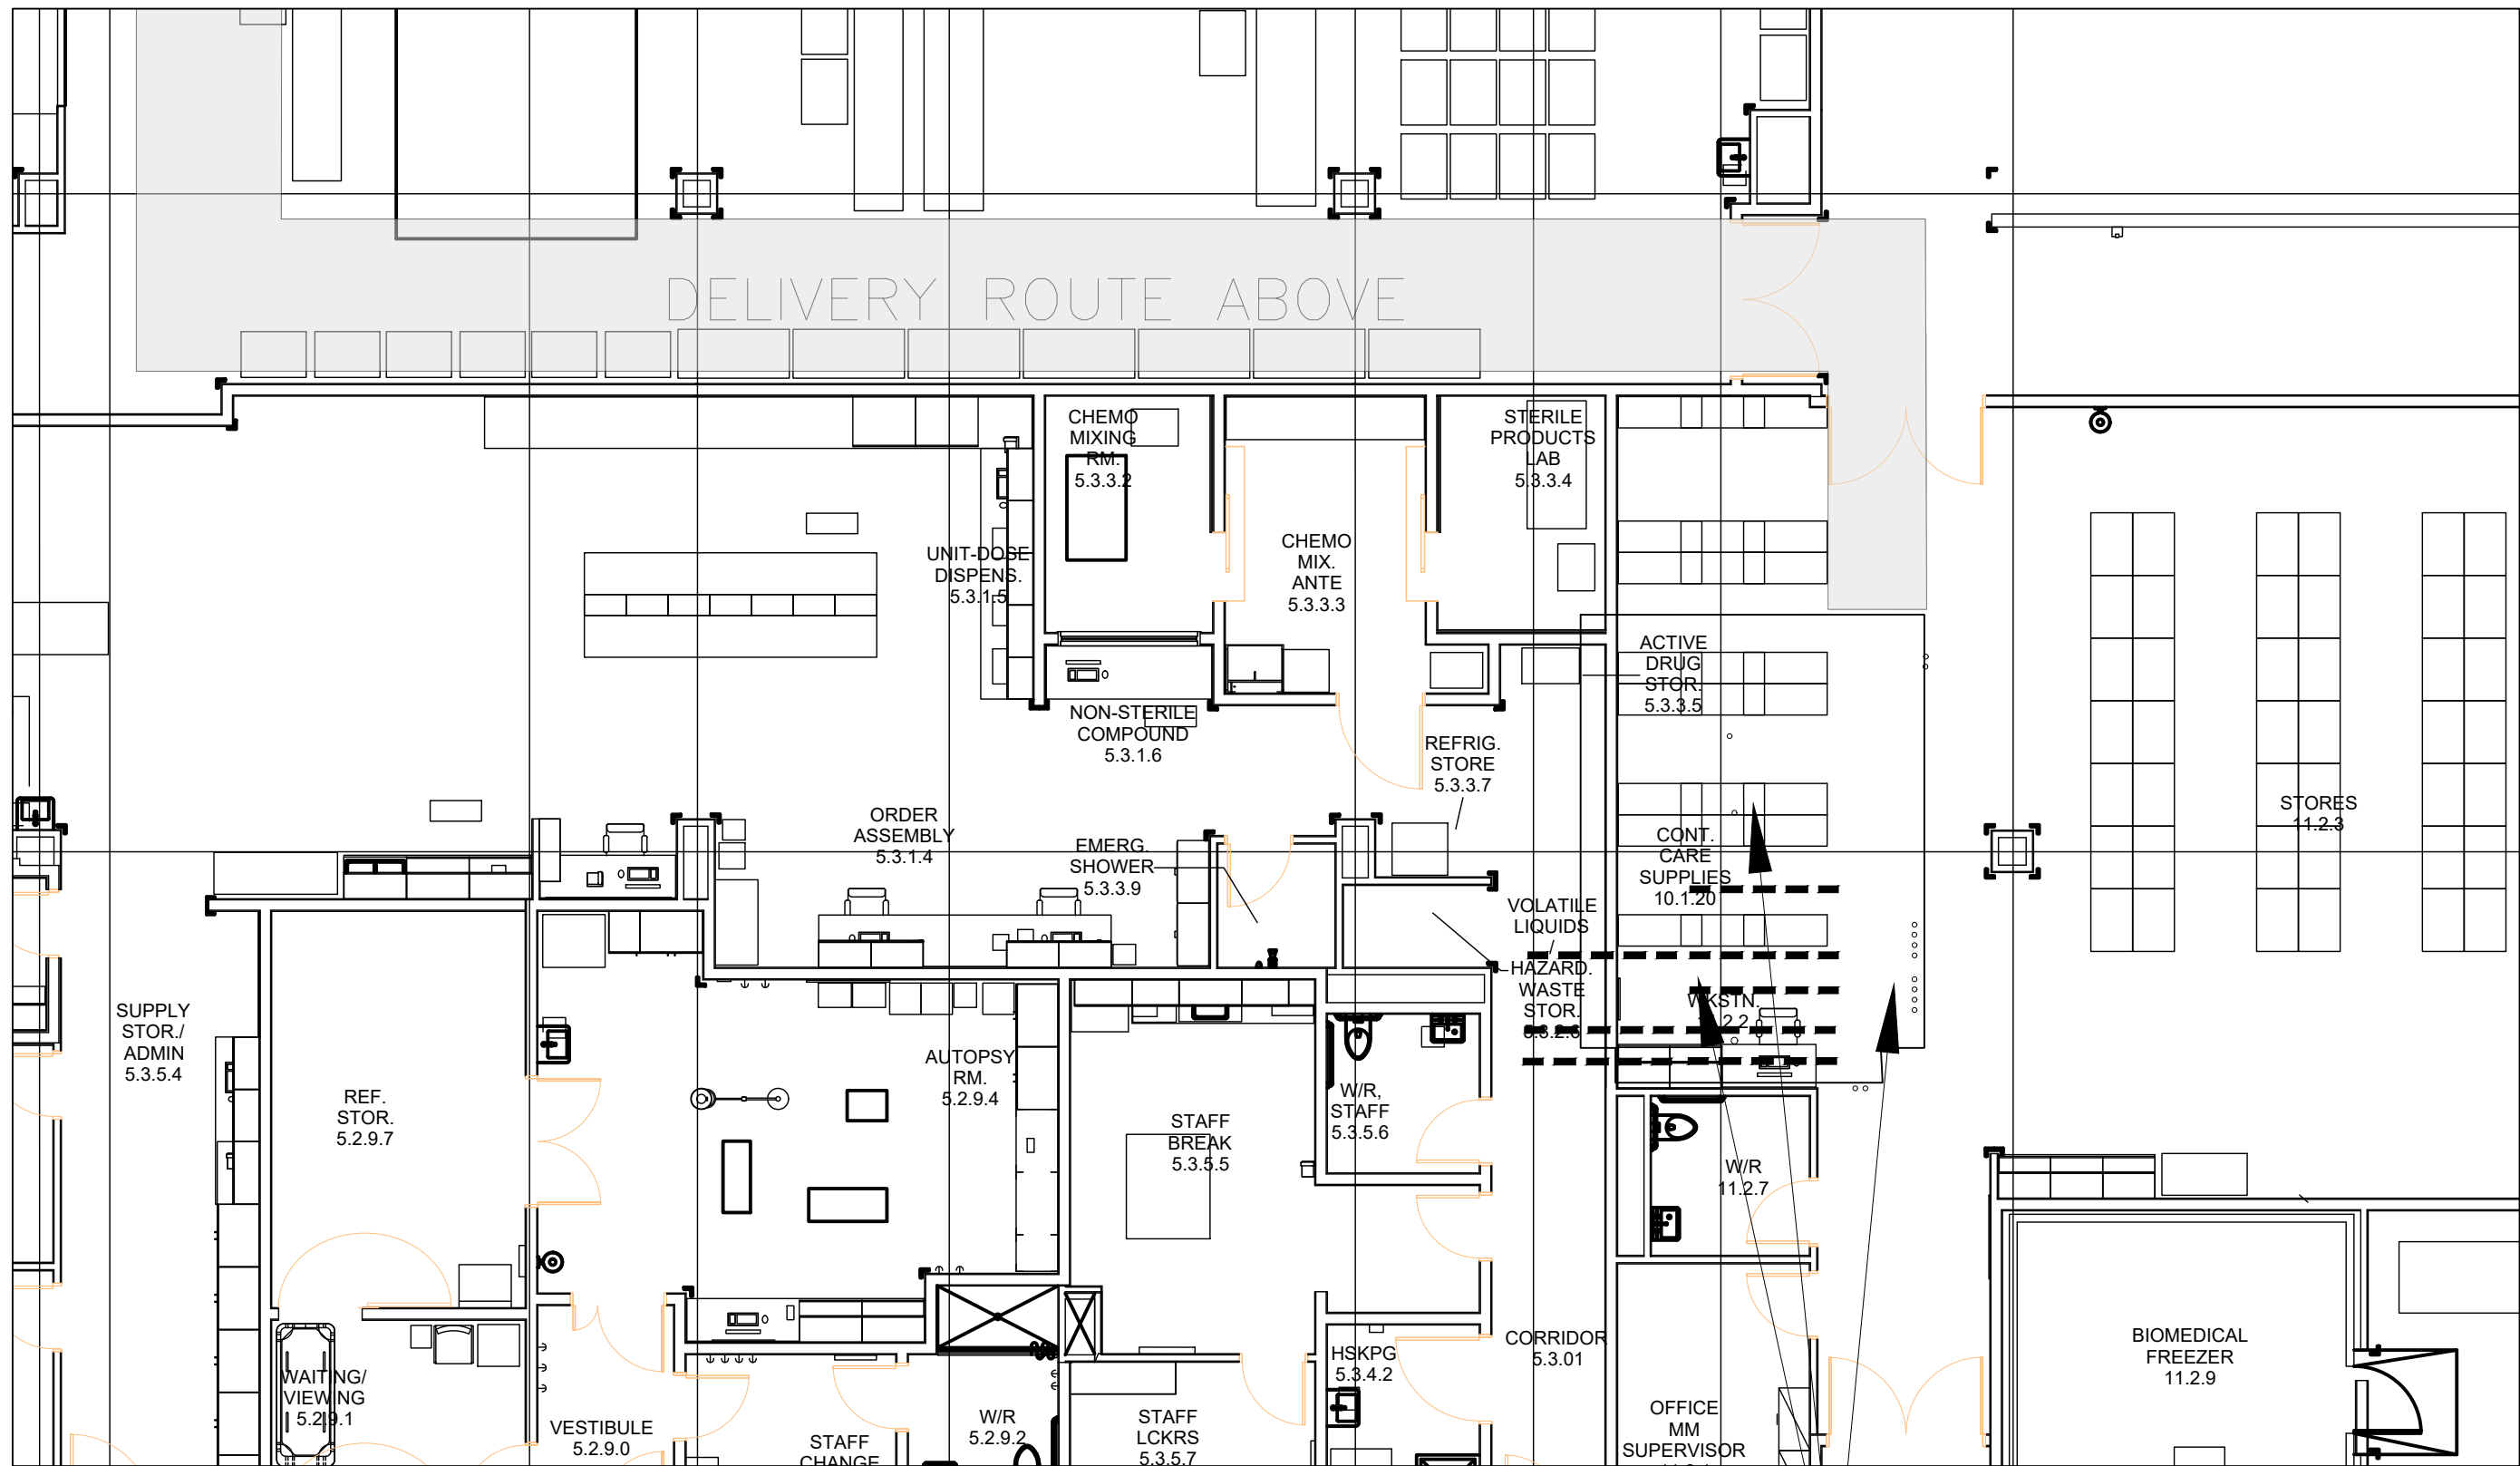 DELIVERY ROUTE ABOVE
CHEMO
MIXING
RM.
5.3.3.2
STERILE
PRODUCTS
LAB
5.3.3.4
UNIT-DOSE
DISPENS.
5.3.1.5
CHEMO
MIX.
ANTE
5.3.3.3
ACTIVE
DRUG
STOR.
5.3.3.5
NON-STERILE
COMPOUND
5.3.1.6
REFRIG.
STORE
5.3.3.7
ORDER
ASSEMBLY
5.3.1.4
EMERG.
SHOWER
5.3.3.9
CONT.
CARE
SUPPLIES
10.1.20
STORES
11.2.3
VOLATILE
LIQUIDS
HAZARD.
WASTE
STOR.
WKSTN.
SUPPLY
STOR./
ADMIN
5.3.5.4
REF.
STOR.
5.2.9.7
AUTOPSY
RM.
5.2.9.4
STAFF
BREAK
5.3.5.5
W/R,
STAFF
5.3.5.6
W/R
11.2.7
WAITING/
VIEWING
5.2.9.1
VESTIBULE
5.2.9.0
STAFF
CHANGE
W/R
5.2.9.2
STAFF
LCKRS
5.3.5.7
HSKPG
5.3.4.2
CORRIDOR
5.3.01
OFFICE
MM
SUPERVISOR
BIOMEDICAL
FREEZER
11.2.9